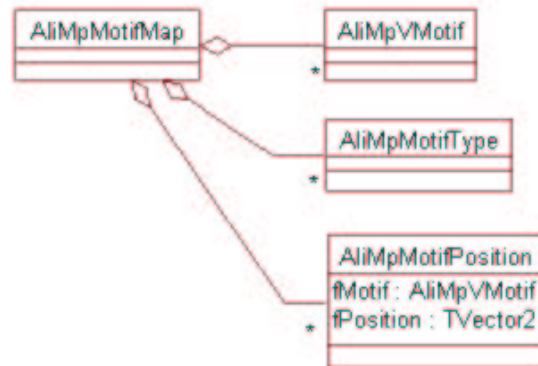 AliMpMotifMap
AliMpVMotif
*
AliMpMotifType
*
AliMpMotifPosition
fMotif : AliMpVMotif
fPosition : TVector2
*